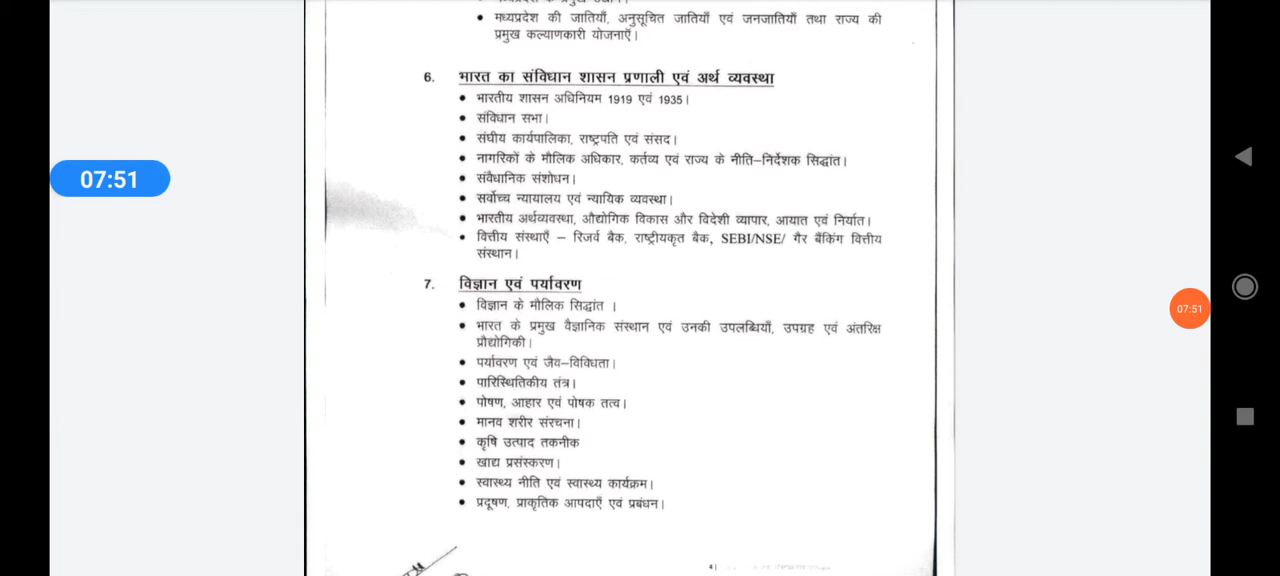 मध्यप्रदेश की जातियाँ, अनुसूचित जातियाँ एवं जनजातियाँ तथा राज्य की
प्रमुख कल्याणकारी योजनाएँ।
6. भारत का संविधान शासन प्रणाली एवं अर्थ व्यवस्था
• भारतीय शासन अधिनियम 1919 एवं 1935।
• संविधान सभा।
• संघीय कार्यपालिका, राष्ट्रपति एवं संसद।
• नागरिकों के मौलिक अधिकार, कर्तव्य एवं राज्य के नीति–निर्देशक सिद्धांत।
• संवैधानिक संशोधन।
07:51
• सर्वोच्च न्यायालय एवं न्यायिक व्यवस्था।
• भारतीय अर्थव्यवस्था, औद्योगिक विकास और विदेशी व्यापार, आयात एवं निर्यात।
• वित्तीय संस्थाएँ – रिजर्व बैक, राष्ट्रीयकृत बैक, SEBI/NSE/ गैर बैंकिंग वित्तीय
संस्थान।
7. विज्ञान एवं पर्यावरण
• विज्ञान के मौलिक सिद्धांत ।
07:51
• भारत के प्रमुख वैज्ञानिक संस्थान एवं उनकी उपलब्धियाँ, उपग्रह एवं अंतरिक्ष
प्रौद्योगिकी।
• पर्यावरण एवं जैव–विविधता।
• पारिस्थितिकीय तंत्र।
• पोषण, आहार एवं पोषक तत्व।
• मानव शरीर संरचना।
• कृषि उत्पाद तकनीक
• खाद्य प्रसंस्करण।
• स्वास्थ्य नीति एवं स्वास्थ्य कार्यक्रम।
• प्रदूषण, प्राकृतिक आपदाएँ एवं प्रबंधन।